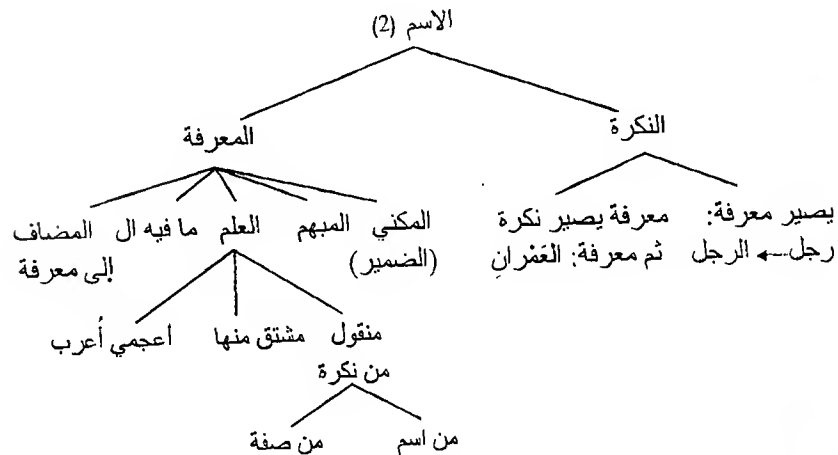 الاسم (2)
النكرة
المعرفة
يصير معرفة: معرفة يصير نكرة
رجل ← الرجل ثم معرفة: العَمْرانِ
المكني المبهم العلم ما فيه ال المضاف
(الضمير) إلى معرفة
منقول مشتق منها أعجمي أُعرب
من نكرة
من اسم من صفة